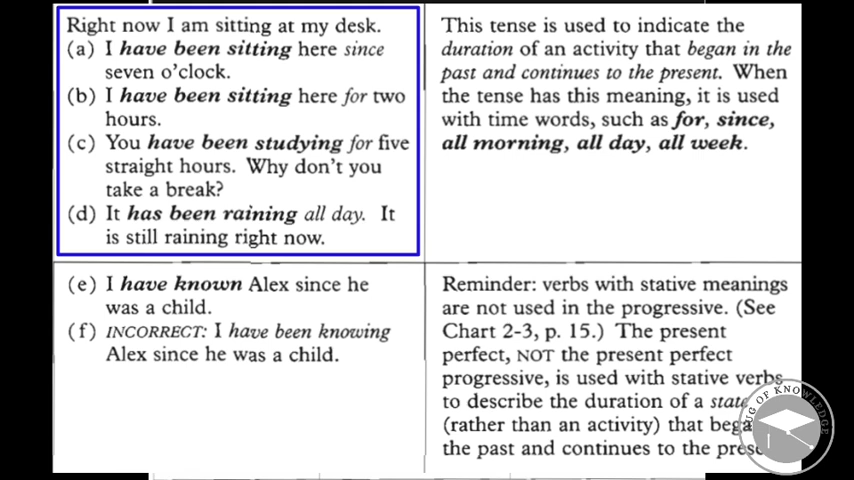 Right now I am sitting at my desk.
(a) I have been sitting here since
seven o'clock.
(b) I have been sitting here for two
hours.
(c) You have been studying for five
straight hours. Why don't you
take a break?
(d) It has been raining all day. It
is still raining right now.
This tense is used to indicate the
duration of an activity that began in the
past and continues to the present. When
the tense has this meaning, it is used
with time words, such as for, since,
all morning, all day, all week.
(e) I have known Alex since he
was a child.
(f) INCORRECT: I have been knowing
Alex since he was a child.
Reminder: verbs with stative meanings
are not used in the progressive. (See
Chart 2-3, p. 15.) The present
perfect, NOT the present perfect
progressive, is used with stative verbs
to describe the duration of a state
(rather than an activity) that
the past and continues to the
OF KNOWLEDGE